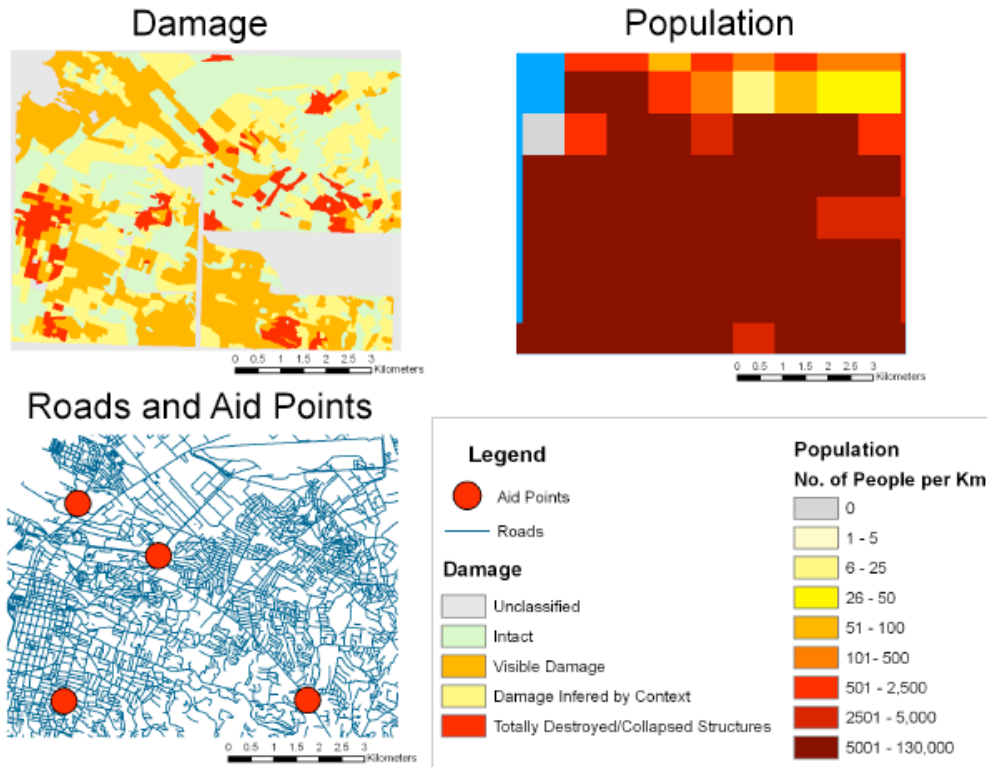 Damage
Population
0 0.5 1 1.5 2 2.5 3
Kilometers
0 0.5 1 1.5 2 2.5 3
Kilometers
Roads and Aid Points
0 0.5 1 1.5 2 2.5 3
Kilometers
Legend
Aid Points
Roads
Damage
Unclassified
Intact
Visible Damage
Damage Infered by Context
Totally Destroyed/Collapsed Structures
Population
No. of People per Km
0
1 - 5
6 - 25
26 - 50
51 - 100
101 - 500
501 - 2,500
2501 - 5,000
5001 - 130,000